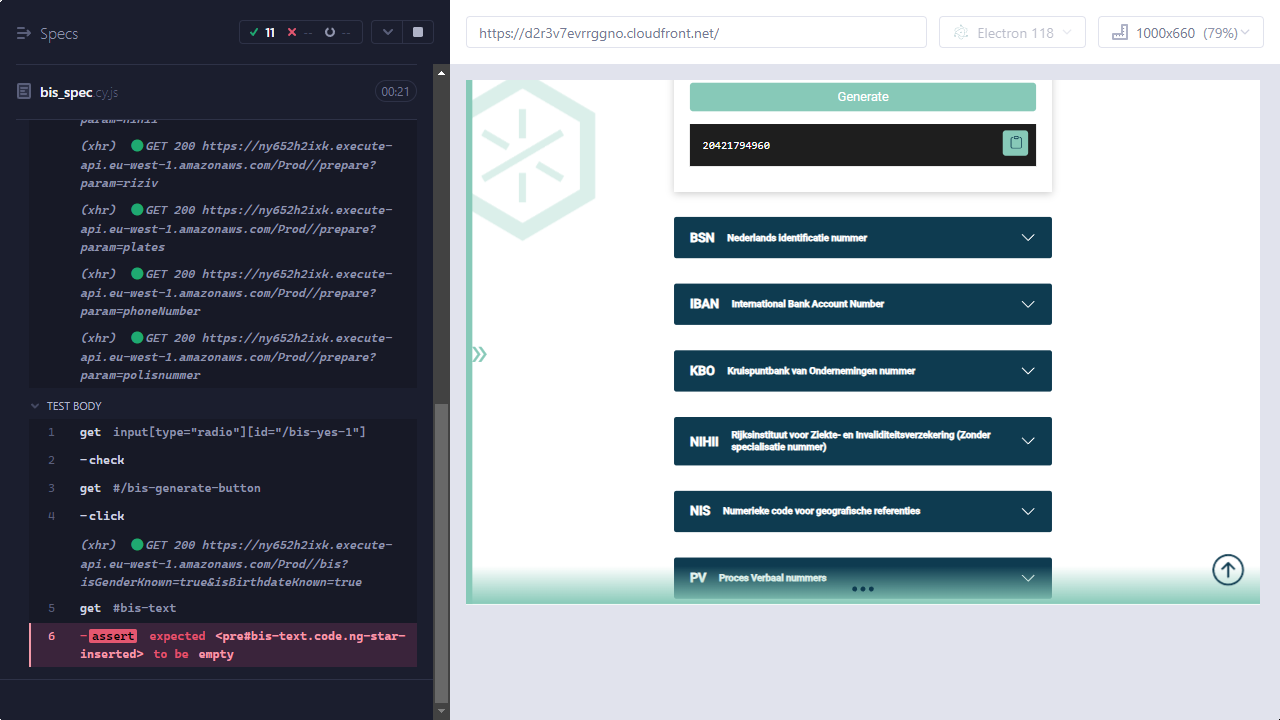 Specs
11 -- --
bis_spec.cy.js 00:21
param=nihii
(xhr) GET 200 https://ny652h2ixk.execute-
api.eu-west-1.amazonaws.com/Prod//prepare?
param=riziv
(xhr) GET 200 https://ny652h2ixk.execute-
api.eu-west-1.amazonaws.com/Prod//prepare?
param=plates
(xhr) GET 200 https://ny652h2ixk.execute-
api.eu-west-1.amazonaws.com/Prod//prepare?
param=phoneNumber
(xhr) GET 200 https://ny652h2ixk.execute-
api.eu-west-1.amazonaws.com/Prod//prepare?
param=polisnummer
TEST BODY
1 get input[type="radio"][id="/bis-yes-1"]
2 -check
3 get #/bis-generate-button
4 -click
(xhr) GET 200 https://ny652h2ixk.execute-
api.eu-west-1.amazonaws.com/Prod//bis?
isGenderKnown=true&isBirthdateKnown=true
5 get #bis-text
6 -assert expected <pre#bis-text.code.ng-star-
inserted> to be empty
https://d2r3v7evrrggno.cloudfront.net/
Electron 118
1000x660 (79%)
Generate
20421794960
BSN Nederlands identificatie nummer
IBAN International Bank Account Number
KBO Kruispuntbank van Ondernemingen nummer
NIHII Rijksinstituut voor Ziekte- en Invaliditeitsverzekering (Zonder
specialisatie nummer)
NIS Numerieke code voor geografische referenties
PV Proces Verbaal nummers